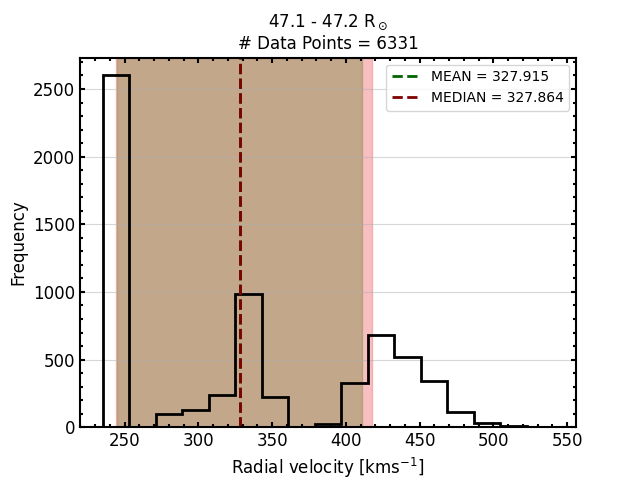 47.1 - 47.2 R⊙
# Data Points = 6331
MEAN = 327.915
MEDIAN = 327.864
Frequency
2500
2000
1500
1000
500
0
250 300 350 400 450 500 550
Radial velocity [kms⁻¹]